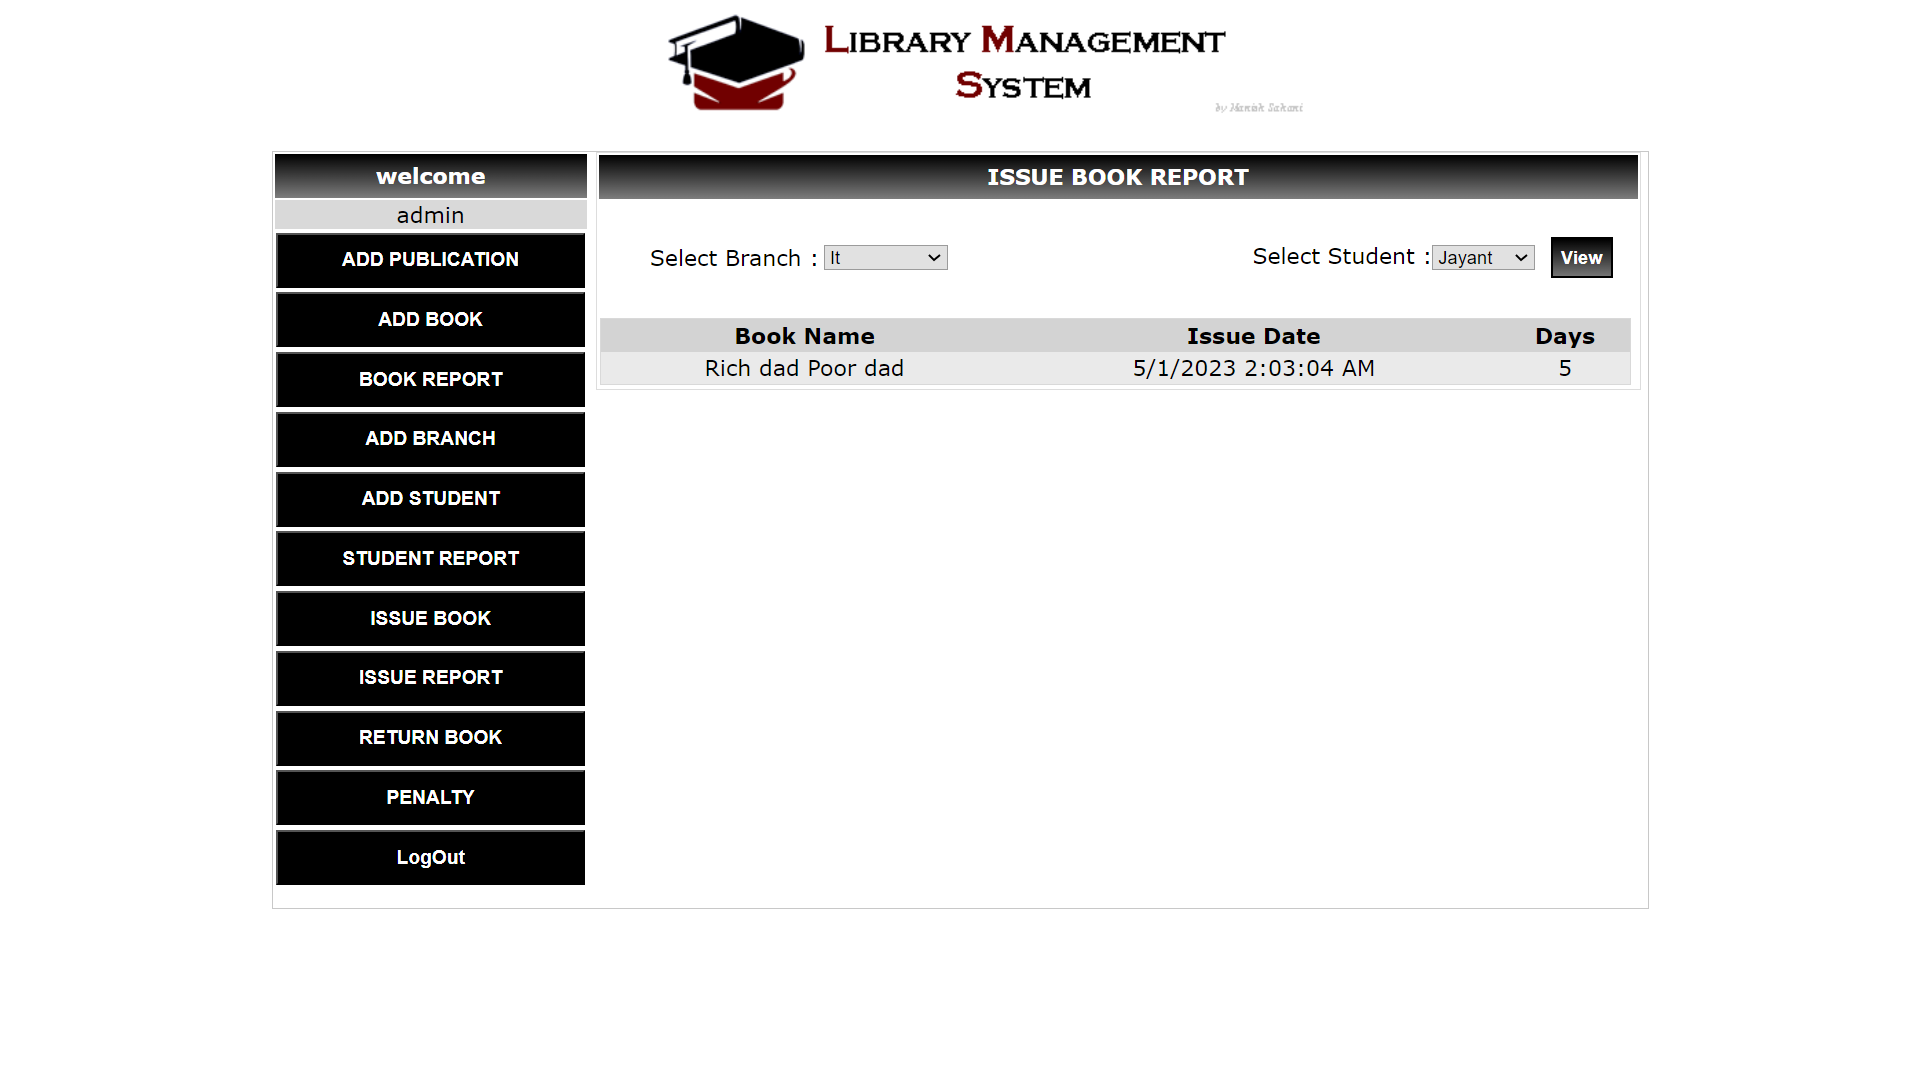 LIBRARY MANAGEMENT
SYSTEM
by Manish Sahani
welcome
admin
ADD PUBLICATION
ADD BOOK
BOOK REPORT
ADD BRANCH
ADD STUDENT
STUDENT REPORT
ISSUE BOOK
ISSUE REPORT
RETURN BOOK
PENALTY
LogOut
ISSUE BOOK REPORT
Select Branch : It Select Student : Jayant View
Book Name Issue Date Days
Rich dad Poor dad 5/1/2023 2:03:04 AM 5